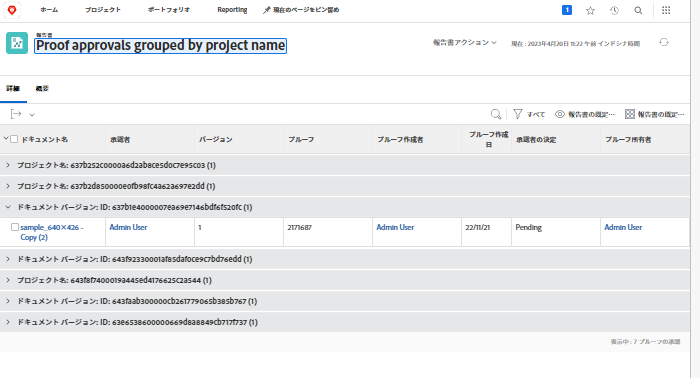 ホーム プロジェクト ポートフォリオ Reporting 現在のページをピン留め 1
報告書
Proof approvals grouped by project name
報告書アクション 現在 : 2023年4月20日 11:22 午前 インドシナ時間
詳細 概要
すべて 報告書の既定… 報告書の既定…
ドキュメント名 承認者 バージョン プルーフ プルーフ作成者 プルーフ作成日 承認者の決定 プルーフ所有者
プロジェクト名: 637b252c0000a6d2ab8ce5d0c7e95c03 (1)
プロジェクト名: 637b2d850000e0fb98fc4a62a697e2dd (1)
ドキュメント バージョン: ID: 637b1e4000007ea69e7146bdf6f520fc (1)
sample_640×426 - Admin User 1 2171687 Admin User 22/11/21 Pending Admin User
Copy (2)
ドキュメント バージョン: ID: 643f92330001af85daf0ce9c7bd76edd (1)
プロジェクト名: 643f8f7400019a445ed4176625c2a544 (1)
ドキュメント バージョン: ID: 643faab300000cb261779065b385b767 (1)
ドキュメント バージョン: ID: 63e6538600000669d8a8849cb717f737 (1)
表示中 : 7 プルーフの承認